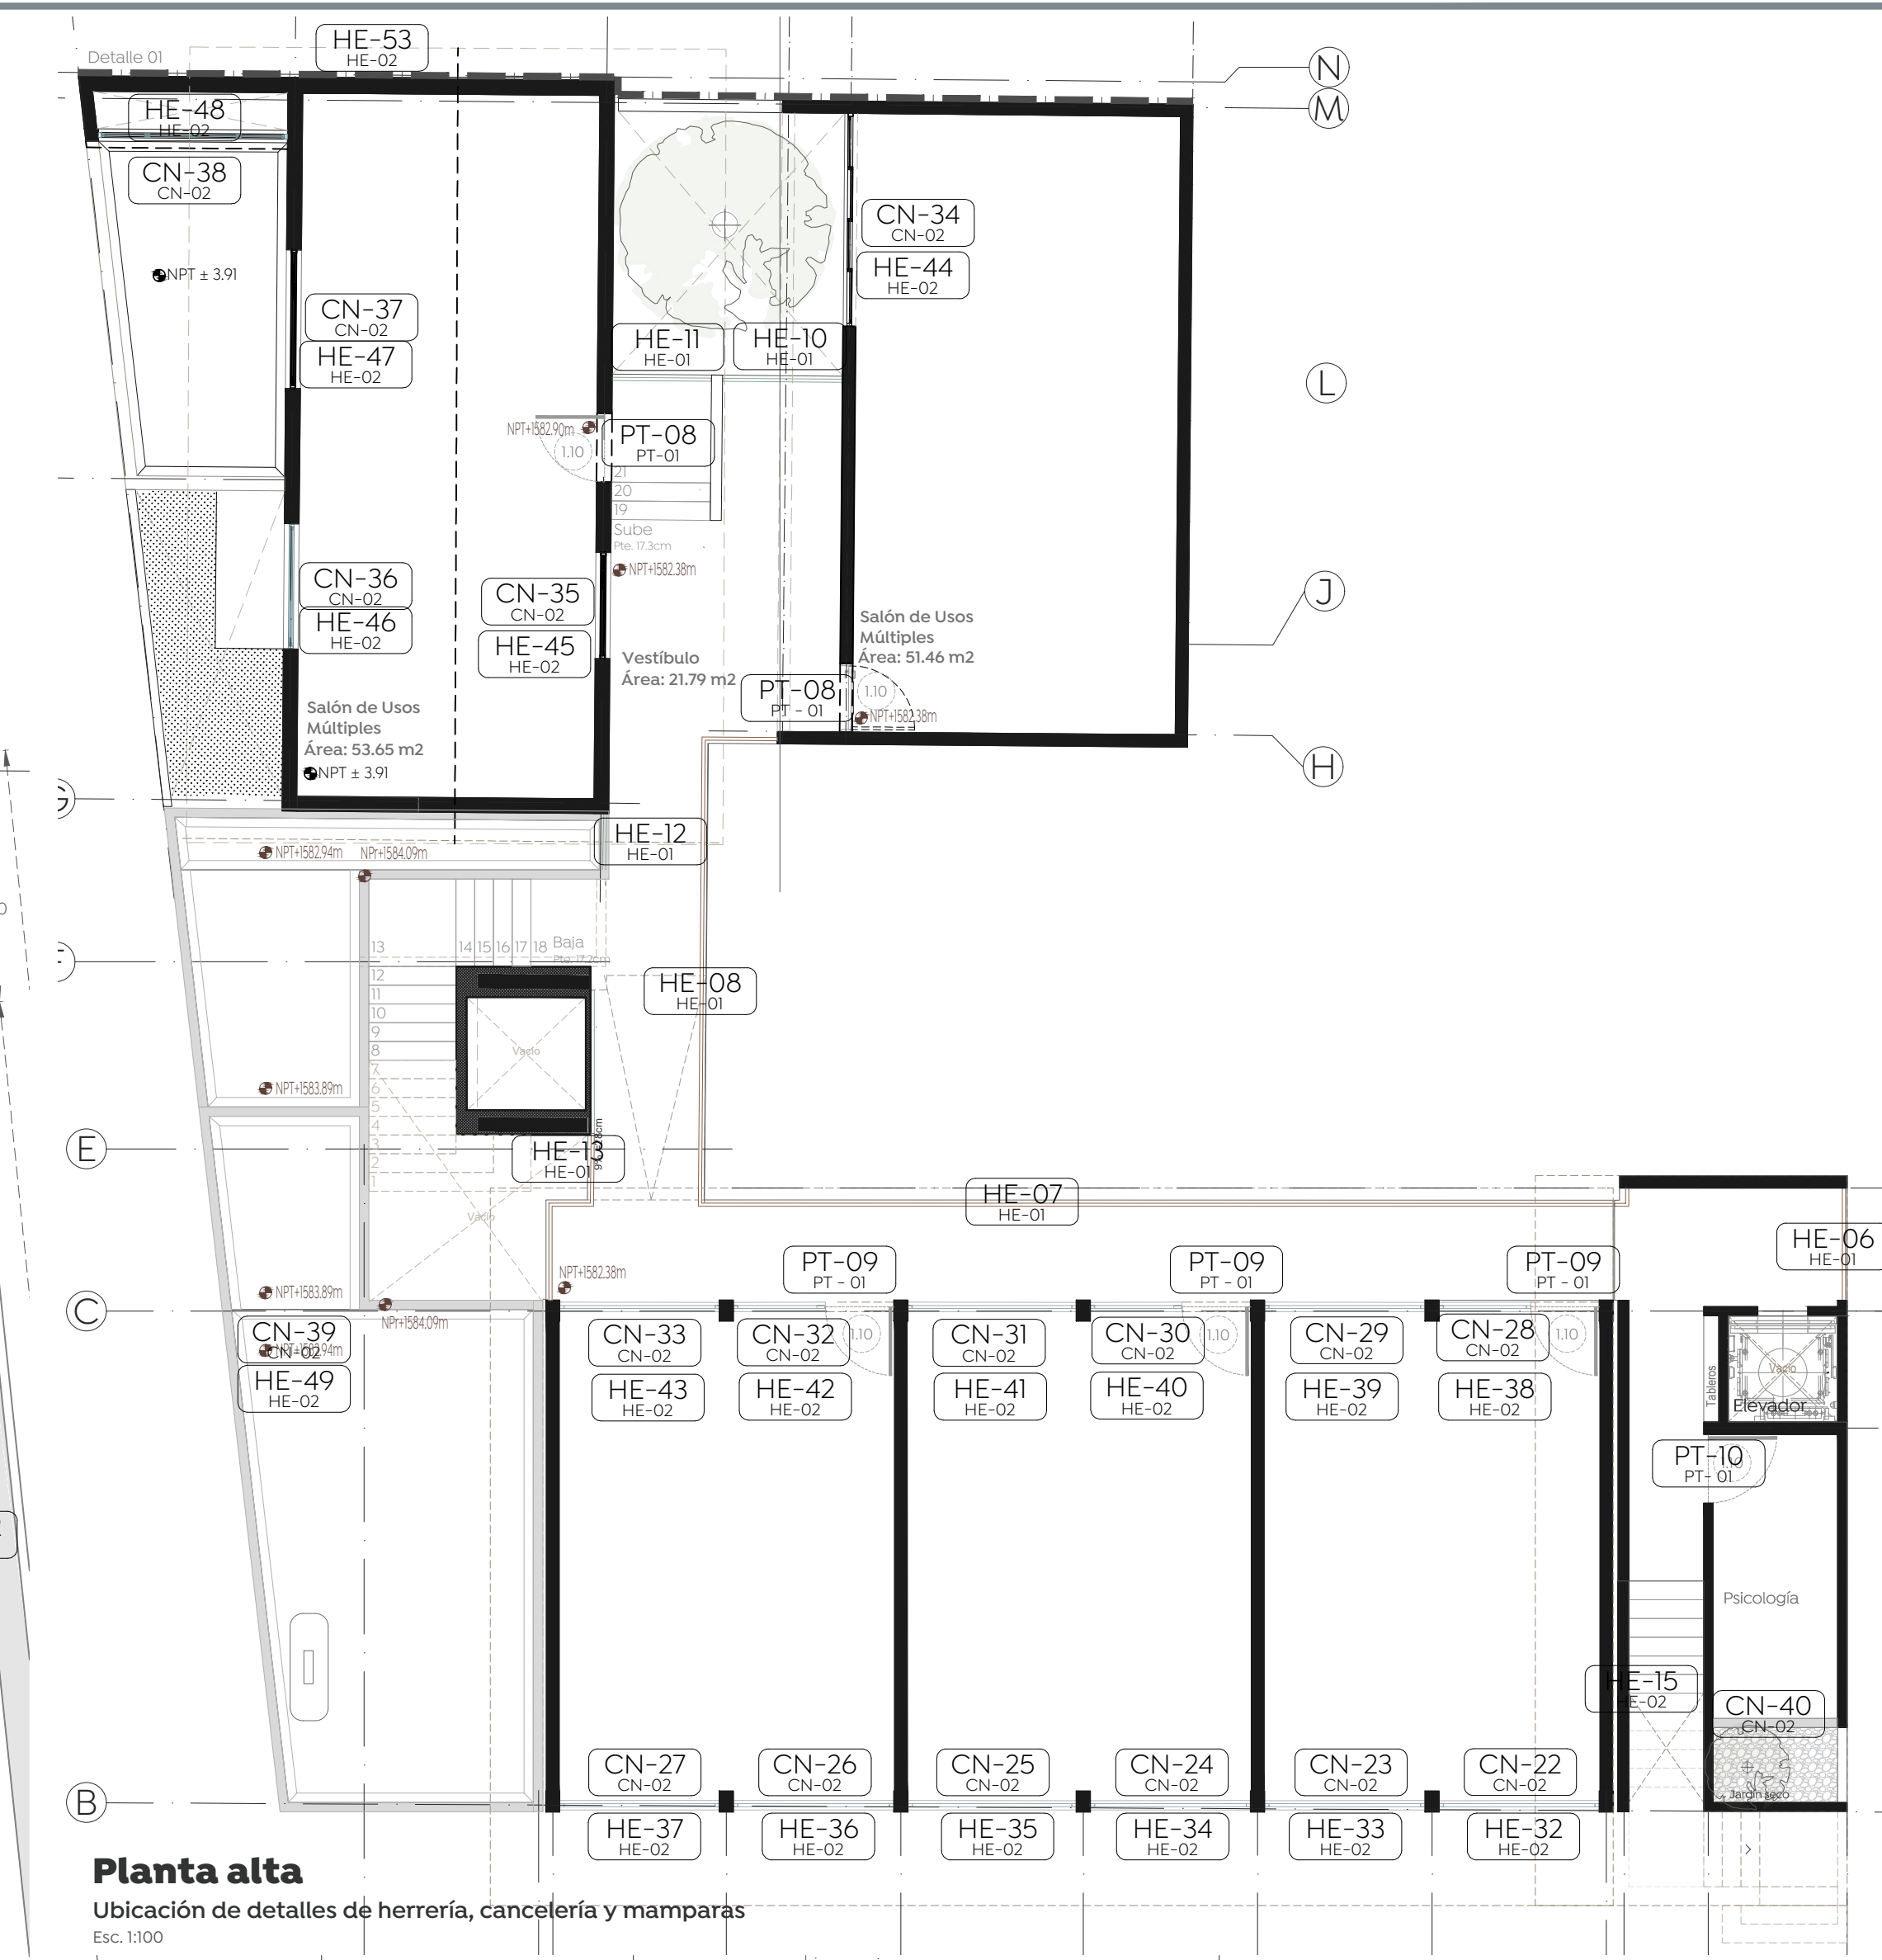 Detalle 01
HE-53
HE-02
N
M
HE-48
HE-02
CN-38
CN-02
CN-34
CN-02
HE-44
HE-02
NPT ± 3.91
CN-37
CN-02
HE-47
HE-02
HE-11
HE-01
HE-10
HE-01
L
NPT+1582.90m
1.10
PT-08
PT-01
21
20
19
Sube
Pte. 17.3cm
NPT+1582.38m
CN-36
CN-02
HE-46
HE-02
CN-35
CN-02
HE-45
HE-02
J
Salón de Usos
Múltiples
Área: 51.46 m2
Vestíbulo
Área: 21.79 m2
PT-08
PT - 01
1.10
NPT+1582.38m
Salón de Usos
Múltiples
Área: 53.65 m2
NPT ± 3.91
H
G
HE-12
HE-01
NPT+1582.94m
NPr+1584.09m
13
14 15 16 17 18 Baja
Pte. 17.2cm
F
12
11
10
9
8
7
6
5
4
3
2
1
HE-08
HE-01
Vacío
NPT+1583.89m
E
HE-13
HE-01
HE-07
HE-01
Vacío
HE-06
HE-01
PT-09
PT - 01
PT-09
PT - 01
PT-09
PT - 01
NPT+1582.38m
NPT+1583.89m
C
NPr+1584.09m
CN-39
CN-02
HE-49
HE-02
CN-33
CN-02
CN-32
CN-02
1.10
CN-31
CN-02
CN-30
CN-02
1.10
CN-29
CN-02
CN-28
CN-02
1.10
HE-43
HE-02
HE-42
HE-02
HE-41
HE-02
HE-40
HE-02
HE-39
HE-02
HE-38
HE-02
Tableros
Vacío
Elevador
PT-10
PT- 01
1.10
Psicología
HE-15
HE-02
CN-40
CN-02
Jardín seco
CN-27
CN-02
CN-26
CN-02
CN-25
CN-02
CN-24
CN-02
CN-23
CN-02
CN-22
CN-02
B
HE-37
HE-02
HE-36
HE-02
HE-35
HE-02
HE-34
HE-02
HE-33
HE-02
HE-32
HE-02
Planta alta
Ubicación de detalles de herrería, cancelería y mamparas
Esc. 1:100